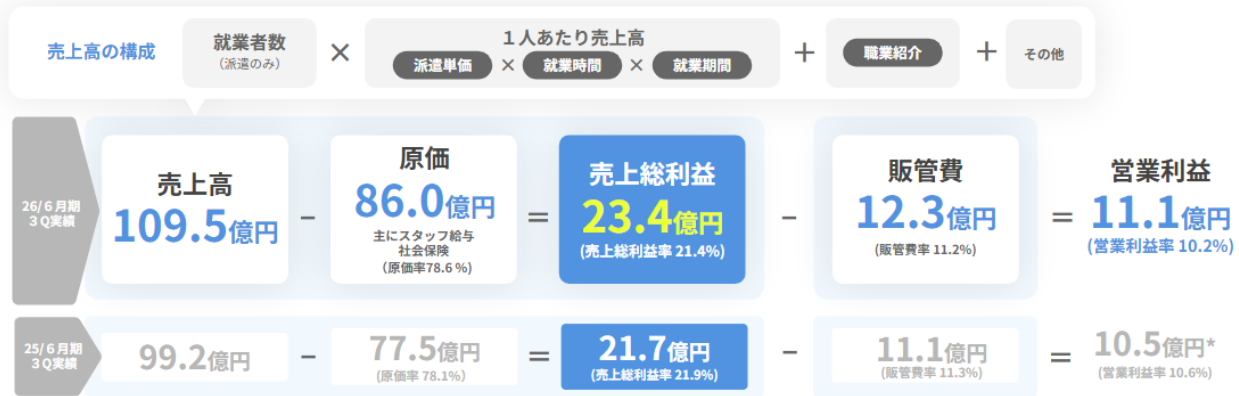 売上高の構成
就業者数
（派遣のみ）
×
１人あたり売上高
派遣単価 × 就業時間 × 就業期間
+
職業紹介
+
その他
26/６月期
３Q実績
売上高
109.5億円
−
原価
86.0億円
主にスタッフ給与
社会保険
（原価率78.6 %)
=
売上総利益
23.4億円
(売上総利益率 21.4%)
−
販管費
12.3億円
(販管費率 11.2%)
=
営業利益
11.1億円
(営業利益率 10.2%)
25/６月期
３Q実績
99.2億円
−
77.5億円
(原価率 78.1%)
=
21.7億円
(売上総利益率 21.9%)
−
11.1億円
(販管費率 11.3%)
=
10.5億円*
(営業利益率 10.6%)